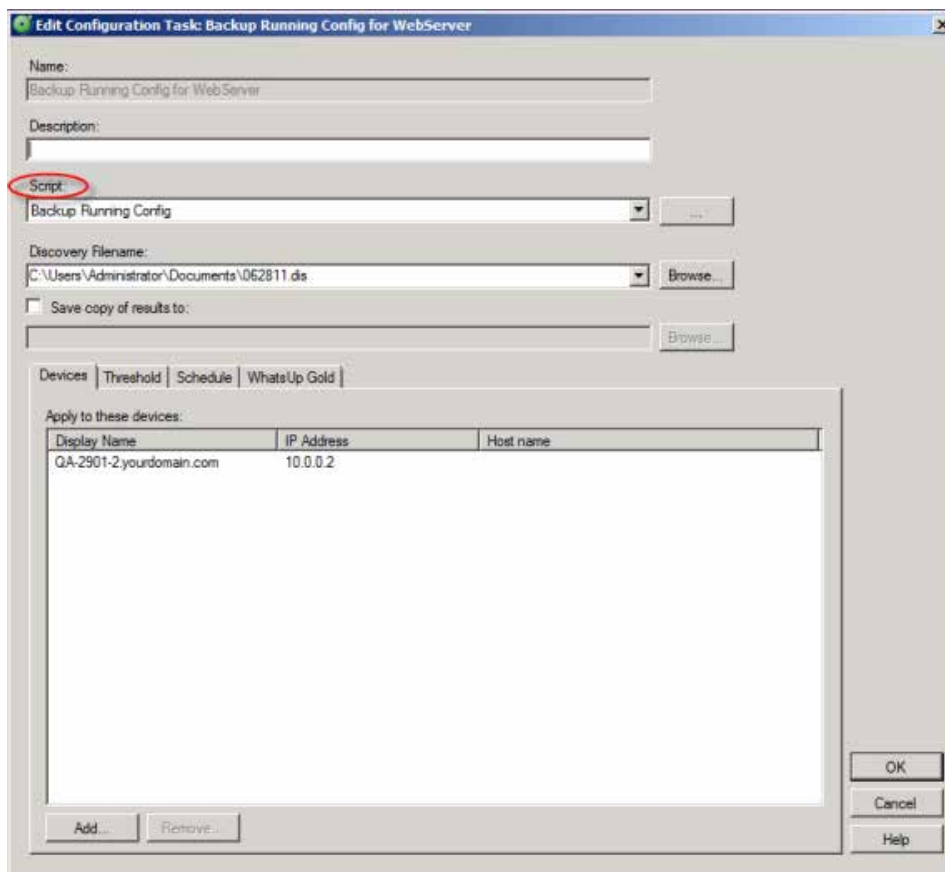 Edit Configuration Task: Backup Running Config for WebServer
Name:
Backup Running Config for WebServer
Description:
Script:
Backup Running Config
...
Discovery Filename:
C:\Users\Administrator\Documents\062811.dis
Browse...
Save copy of results to:
Browse...
Devices Threshold Schedule WhatsUp Gold
Apply to these devices:
Display Name IP Address Host name
QA-2901-2.yourdomain.com 10.0.0.2
OK
Cancel
Add... Remove...
Help